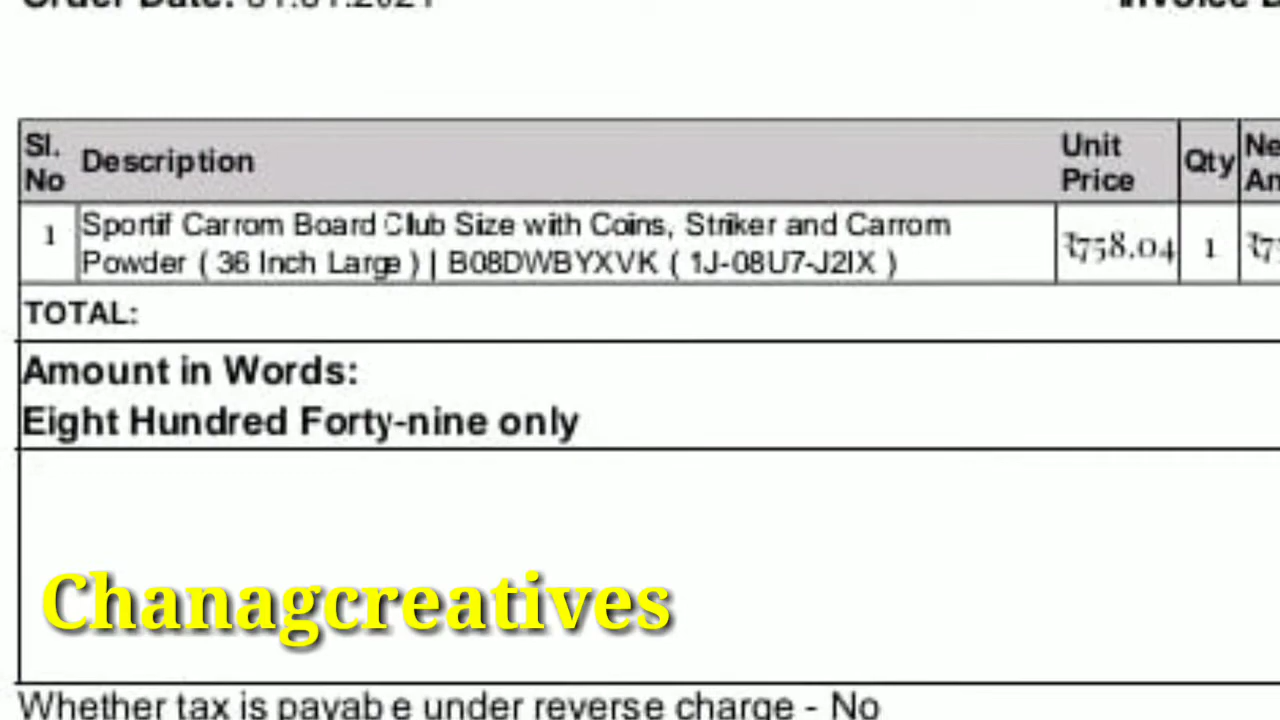 Order Date:
Sl. No Description Unit Price Qty
1 Sportif Carrom Board Club Size with Coins, Striker and Carrom
Powder ( 36 Inch Large ) | B08DWBYXVK ( 1J-08U7-J2IX ) ₹758.04 1
TOTAL:
Amount in Words:
Eight Hundred Forty-nine only
Chanagcreatives
Whether tax is payab e under reverse charge - No